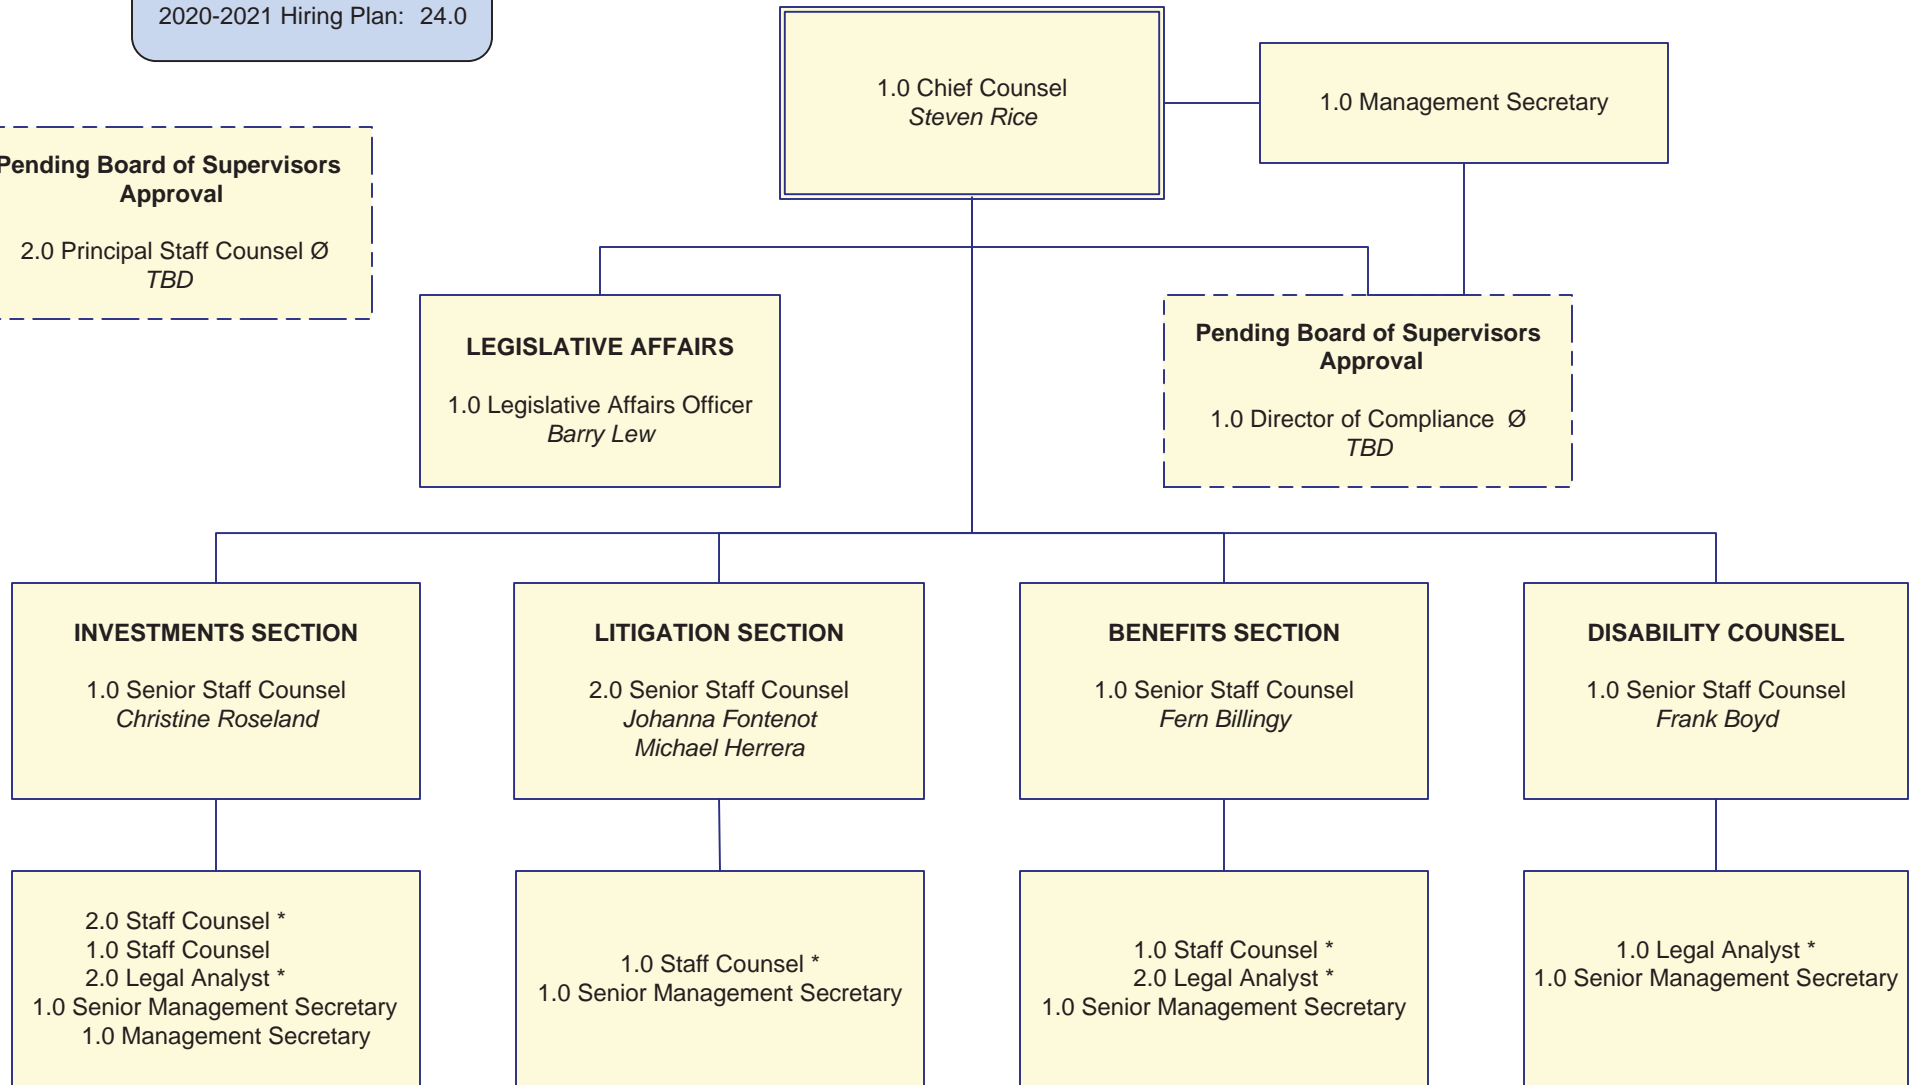 2020-2021 Hiring Plan: 24.0
1.0 Chief Counsel
Steven Rice
1.0 Management Secretary
Pending Board of Supervisors
Approval
2.0 Principal Staff Counsel Ø
TBD
LEGISLATIVE AFFAIRS
1.0 Legislative Affairs Officer
Barry Lew
Pending Board of Supervisors
Approval
1.0 Director of Compliance Ø
TBD
INVESTMENTS SECTION
1.0 Senior Staff Counsel
Christine Roseland
LITIGATION SECTION
2.0 Senior Staff Counsel
Johanna Fontenot
Michael Herrera
BENEFITS SECTION
1.0 Senior Staff Counsel
Fern Billingy
DISABILITY COUNSEL
1.0 Senior Staff Counsel
Frank Boyd
2.0 Staff Counsel *
1.0 Staff Counsel
2.0 Legal Analyst *
1.0 Senior Management Secretary
1.0 Management Secretary
1.0 Staff Counsel *
1.0 Senior Management Secretary
1.0 Staff Counsel *
2.0 Legal Analyst *
1.0 Senior Management Secretary
1.0 Legal Analyst *
1.0 Senior Management Secretary